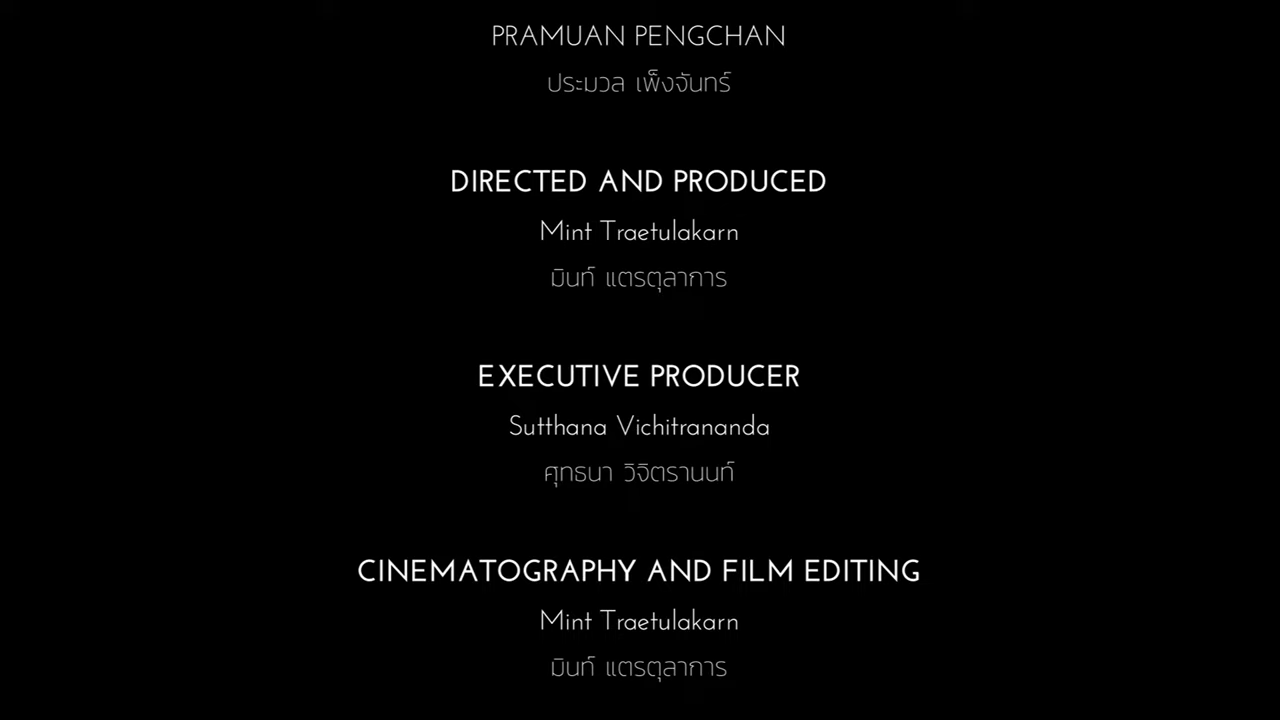 PRAMUAN PENGCHAN
ประมวล เพ็งจันทร์
DIRECTED AND PRODUCED
Mint Traetulakarn
มินท์ แตรตุลาการ
EXECUTIVE PRODUCER
Sutthana Vichitrananda
ศุทธนา วิจิตรานนท์
CINEMATOGRAPHY AND FILM EDITING
Mint Traetulakarn
มินท์ แตรตุลาการ